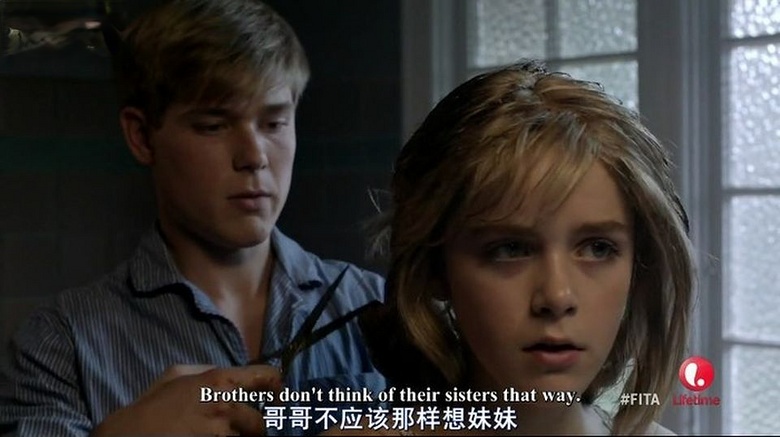 Brothers don't think of their sisters that way.
哥哥不应该那样想妹妹
#FITA
Lifetime